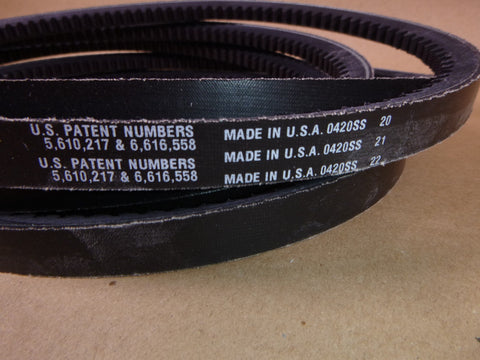 U.S. PATENT NUMBERS MADE IN U.S.A. 0420SS 20
5,610,217 & 6,616,558 MADE IN U.S.A. 0420SS 21
U.S. PATENT NUMBERS
5,610,217 & 6,616,558 MADE IN U.S.A. 0420SS 22